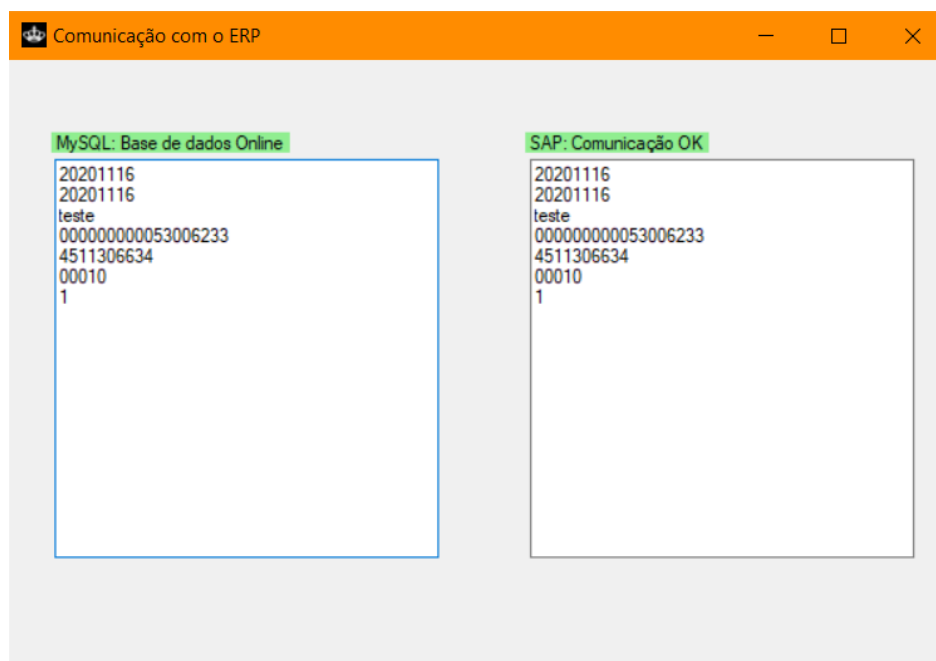 Comunicação com o ERP
MySQL: Base de dados Online
20201116
20201116
teste
000000000053006233
4511306634
00010
1
SAP: Comunicação OK
20201116
20201116
teste
000000000053006233
4511306634
00010
1